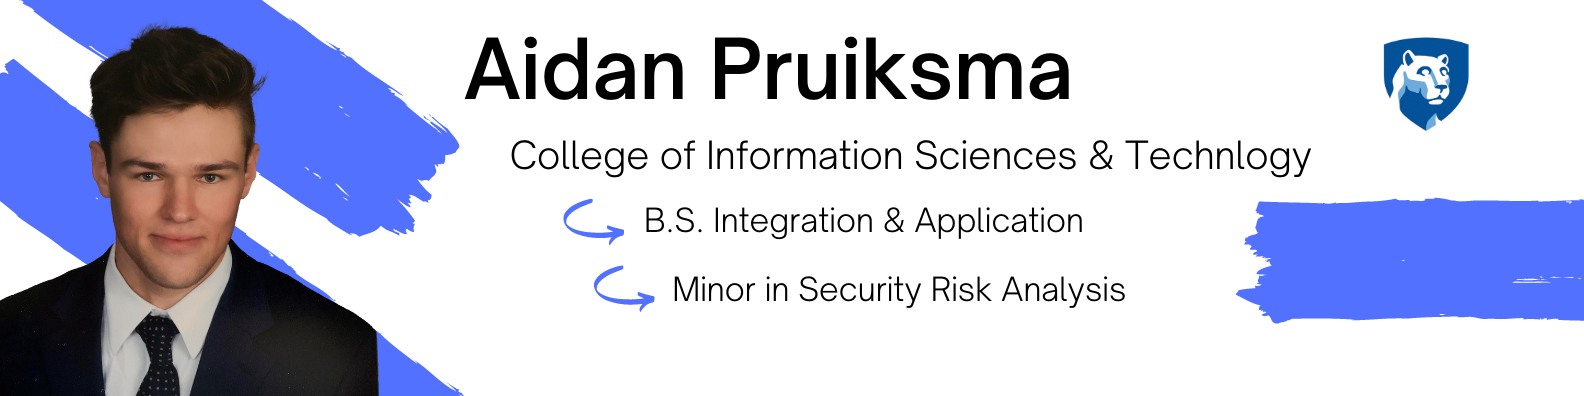 Aidan Pruiksma
College of Information Sciences & Technlogy
B.S. Integration & Application
Minor in Security Risk Analysis